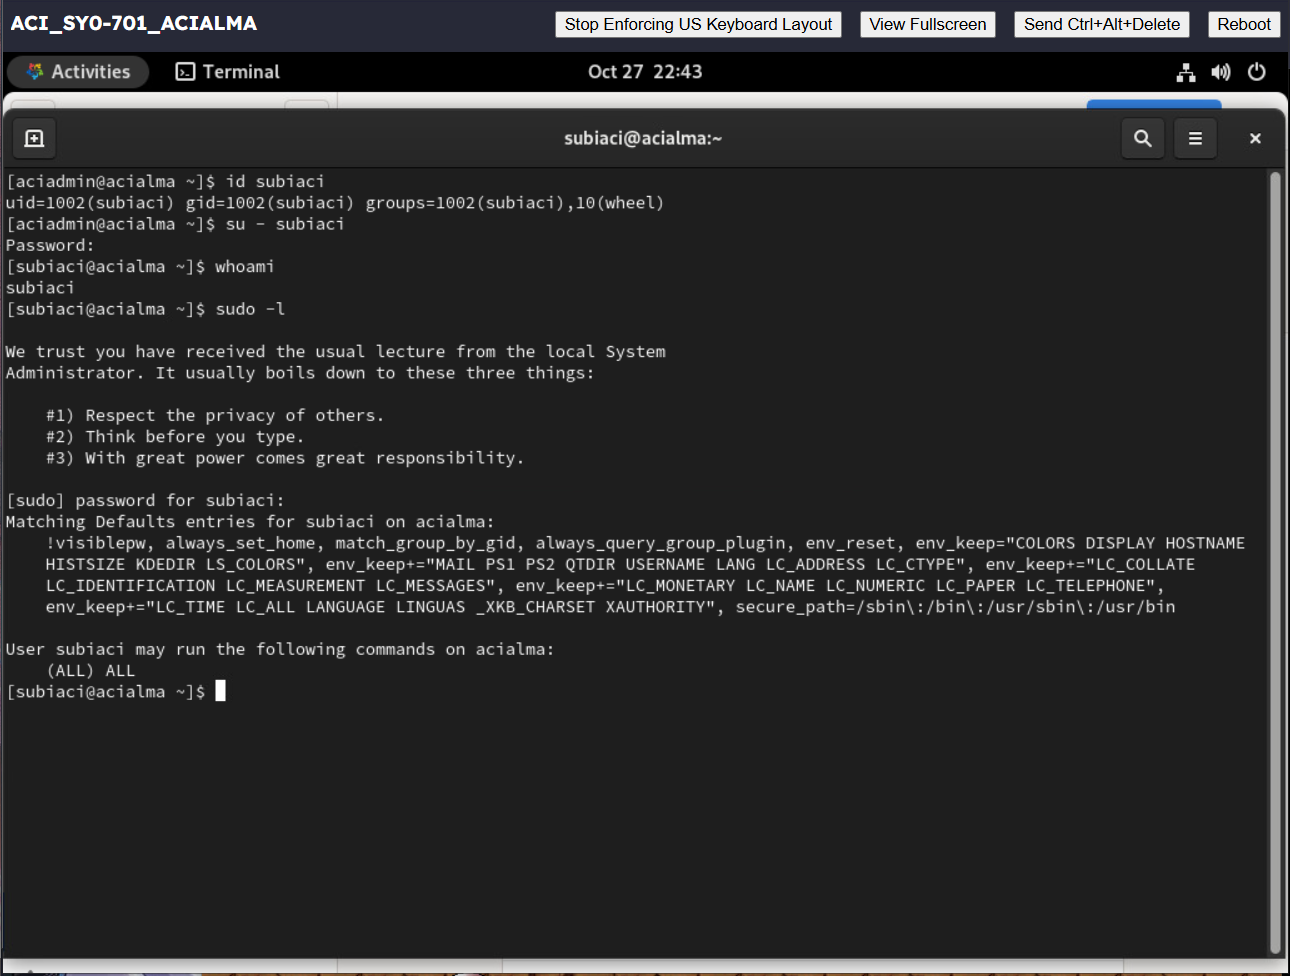 ACI_SY0-701_ACIALMA
Stop Enforcing US Keyboard Layout
View Fullscreen
Send Ctrl+Alt+Delete
Reboot
Activities
Terminal
Oct 27 22:43
subiaci@acialma:~
[aciadmin@acialma ~]$ id subiaci
uid=1002(subiaci) gid=1002(subiaci) groups=1002(subiaci),10(wheel)
[aciadmin@acialma ~]$ su - subiaci
Password:
[subiaci@acialma ~]$ whoami
subiaci
[subiaci@acialma ~]$ sudo -l
We trust you have received the usual lecture from the local System
Administrator. It usually boils down to these three things:
#1) Respect the privacy of others.
#2) Think before you type.
#3) With great power comes great responsibility.
[sudo] password for subiaci:
Matching Defaults entries for subiaci on acialma:
!visiblepw, always_set_home, match_group_by_gid, always_query_group_plugin, env_reset, env_keep="COLORS DISPLAY HOSTNAME
HISTSIZE KDEDIR LS_COLORS", env_keep+="MAIL PS1 PS2 QTDIR USERNAME LANG LC_ADDRESS LC_CTYPE", env_keep+="LC_COLLATE
LC_IDENTIFICATION LC_MEASUREMENT LC_MESSAGES", env_keep+="LC_MONETARY LC_NAME LC_NUMERIC LC_PAPER LC_TELEPHONE",
env_keep+="LC_TIME LC_ALL LANGUAGE LINGUAS _XKB_CHARSET XAUTHORITY", secure_path=/sbin\:/bin\:/usr/sbin\:/usr/bin
User subiaci may run the following commands on acialma:
(ALL) ALL
[subiaci@acialma ~]$